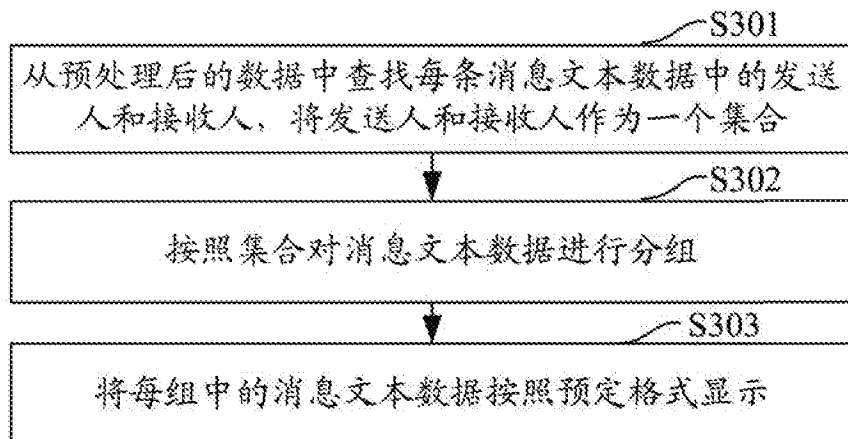 S301
从预处理后的数据中查找每条消息文本数据中的发送
人和接收人，将发送人和接收人作为一个集合
S302
按照集合对消息文本数据进行分组
S303
将每组中的消息文本数据按照预定格式显示